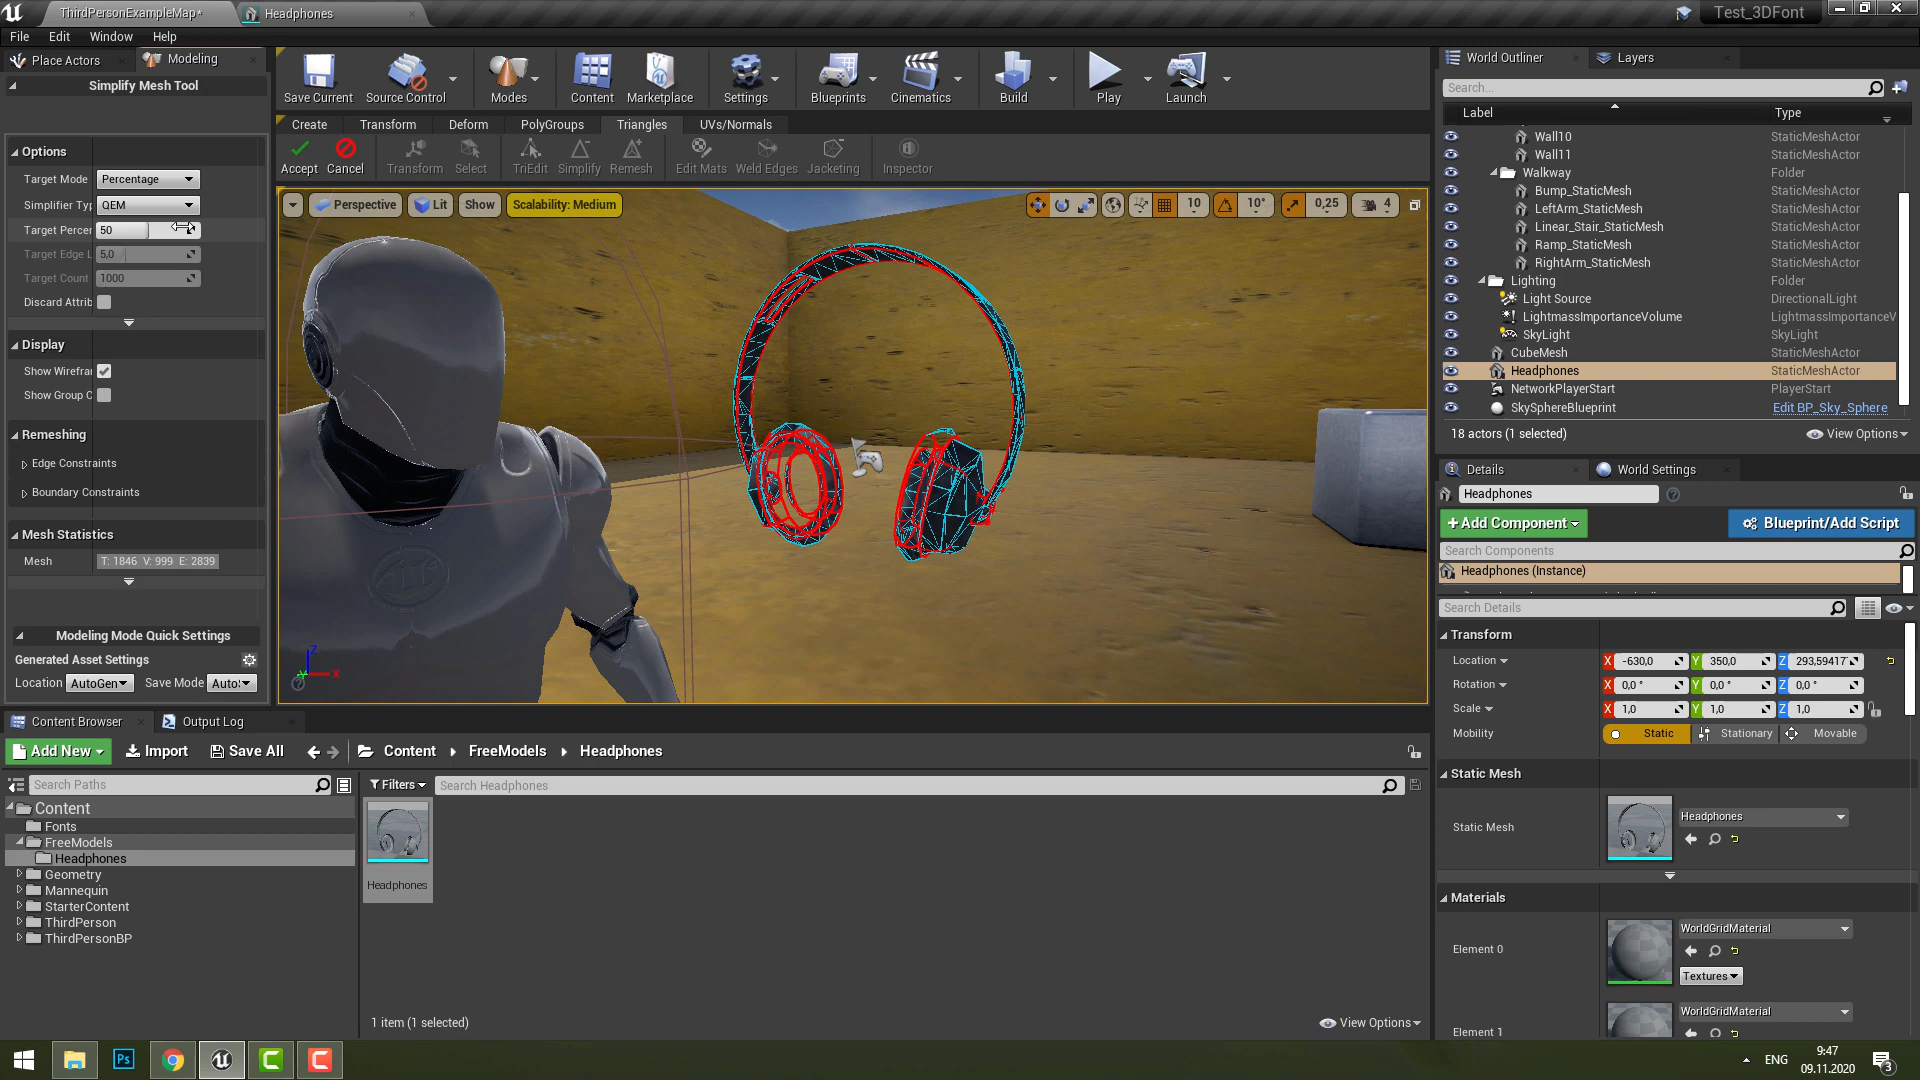 ThirdPersonExampleMap*
Headphones
Test_3DFont
File Edit Window Help
Place Actors
Modeling
Simplify Mesh Tool
Options
Target Mode Percentage
Simplifier Typ QEM
Target Percer 50
Target Edge L 5,0
Target Count 1000
Discard Attrib
Display
Show Wirefrar
Show Group C
Remeshing
Edge Constraints
Boundary Constraints
Mesh Statistics
Mesh T: 1846 V: 999 E: 2839
Modeling Mode Quick Settings
Generated Asset Settings
Location AutoGen Save Mode Auto
Save Current Source Control Modes Content Marketplace Settings Blueprints Cinematics Build Play Launch
Create Transform Deform PolyGroups Triangles UVs/Normals
Accept Cancel Transform Select TriEdit Simplify Remesh Edit Mats Weld Edges Jacketing Inspector
Perspective Lit Show Scalability: Medium 10 10° 0,25 4
Z
X
World Outliner Layers
Search...
Label Type
Wall10 StaticMeshActor
Wall11 StaticMeshActor
Walkway Folder
Bump_StaticMesh StaticMeshActor
LeftArm_StaticMesh StaticMeshActor
Linear_Stair_StaticMesh StaticMeshActor
Ramp_StaticMesh StaticMeshActor
RightArm_StaticMesh StaticMeshActor
Lighting Folder
Light Source DirectionalLight
LightmassImportanceVolume LightmassImportanceV
SkyLight SkyLight
CubeMesh StaticMeshActor
Headphones StaticMeshActor
NetworkPlayerStart PlayerStart
SkySphereBlueprint Edit BP_Sky_Sphere
18 actors (1 selected) View Options
Details World Settings
Headphones
+Add Component Blueprint/Add Script
Search Components
Headphones (Instance)
Search Details
Transform
Location X -630,0 Y 350,0 Z 293,59417
Rotation X 0,0 ° Y 0,0 ° Z 0,0 °
Scale X 1,0 Y 1,0 Z 1,0
Mobility Static Stationary Movable
Static Mesh
Static Mesh Headphones
Materials
Element 0 WorldGridMaterial
Textures
Element 1 WorldGridMaterial
Content Browser Output Log
Add New Import Save All Content FreeModels Headphones
Search Paths
Filters Search Headphones
Content
Fonts
FreeModels
Headphones
Geometry
Mannequin
StarterContent
ThirdPerson
ThirdPersonBP
Headphones
1 item (1 selected) View Options
Ps
ENG
9:47
09.11.2020
3